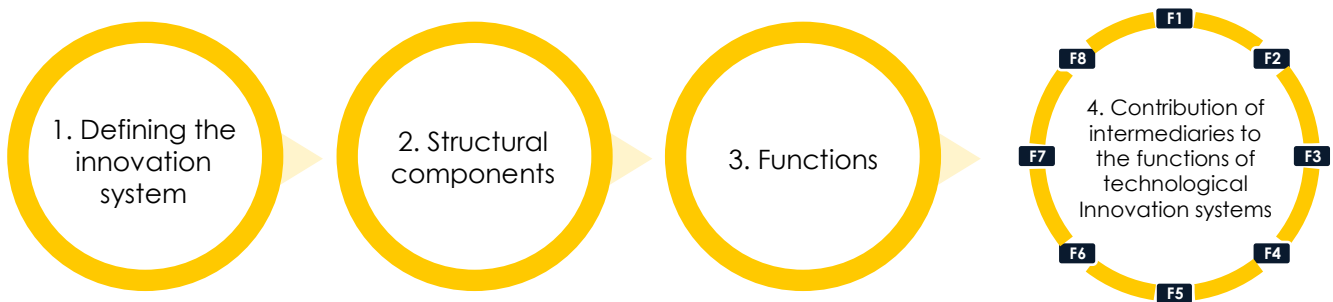 1. Defining the
innovation
system
2. Structural
components
3. Functions
F1
F8
F2
4. Contribution of
intermediaries to
the functions of
technological
Innovation systems
F7
F3
F6
F4
F5